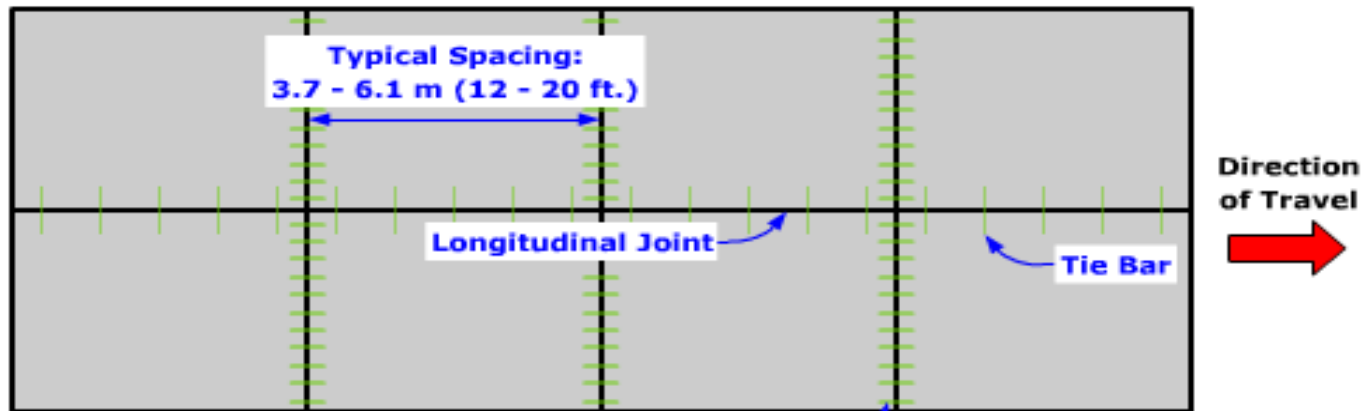 Typical Spacing:
3.7 - 6.1 m (12 - 20 ft.)
Direction
of Travel
Longitudinal Joint
Tie Bar